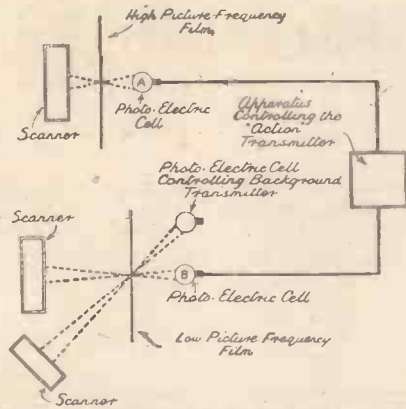 High Picture Frequency
Film
A
Photo-Electric
Cell
Scanner
Apparatus
Controlling the
"Action"
Transmitter
Photo-Electric Cell
Controlling Background
Transmitter
Scanner
B
Photo-Electric Cell
Low Picture Frequency
Film
Scanner